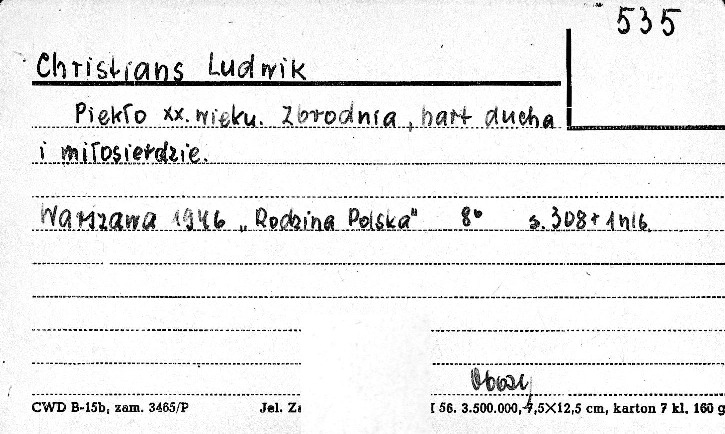 535
Christians Ludwik
Piekło XX. wieku. Zbrodnia, hart ducha
i miłosierdzie.
Warszawa 1946 „Rodzina Polska" 8° s. 308 + 1 nlb.
Obozy
CWD B-15b, zam. 3465/P Jel. Z I 56. 3.500.000, 7,5×12,5 cm, karton 7 kl. 160 g